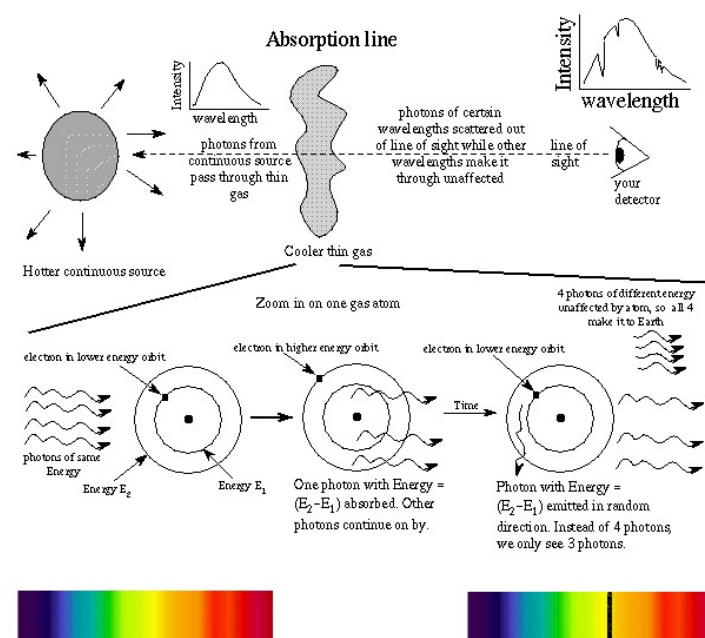 Absorption line
Intensity
wavelength
photons from
continuous source
pass through thin
gas
photons of certain
wavelengths scattered out
of line of sight while other
wavelengths make it
through unaffected
line of
sight
Intensity
wavelength
your
detector
Hotter continuous source
Cooler thin gas
Zoom in on one gas atom
4 photons of different energy
unaffected by atom, so all 4
make it to Earth
electron in lower energy orbit
electron in higher energy orbit
electron in lower energy orbit
Time
photons of same
Energy
Energy E2
Energy E1
One photon with Energy =
(E2-E1) absorbed. Other
photons continue on by.
Photon with Energy =
(E2-E1) emitted in random
direction. Instead of 4 photons,
we only see 3 photons.